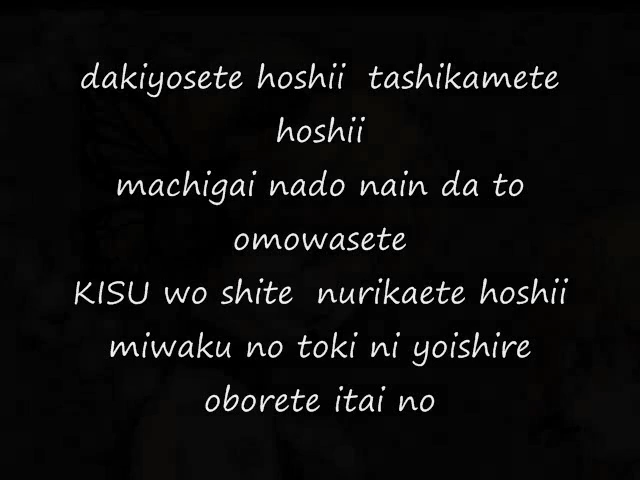 dakiyosete hoshii  tashikamete
hoshii
machigai nado nain da to
omowasete
KISU wo shite  nurikaete hoshii
miwaku no toki ni yoishire
oborete itai no